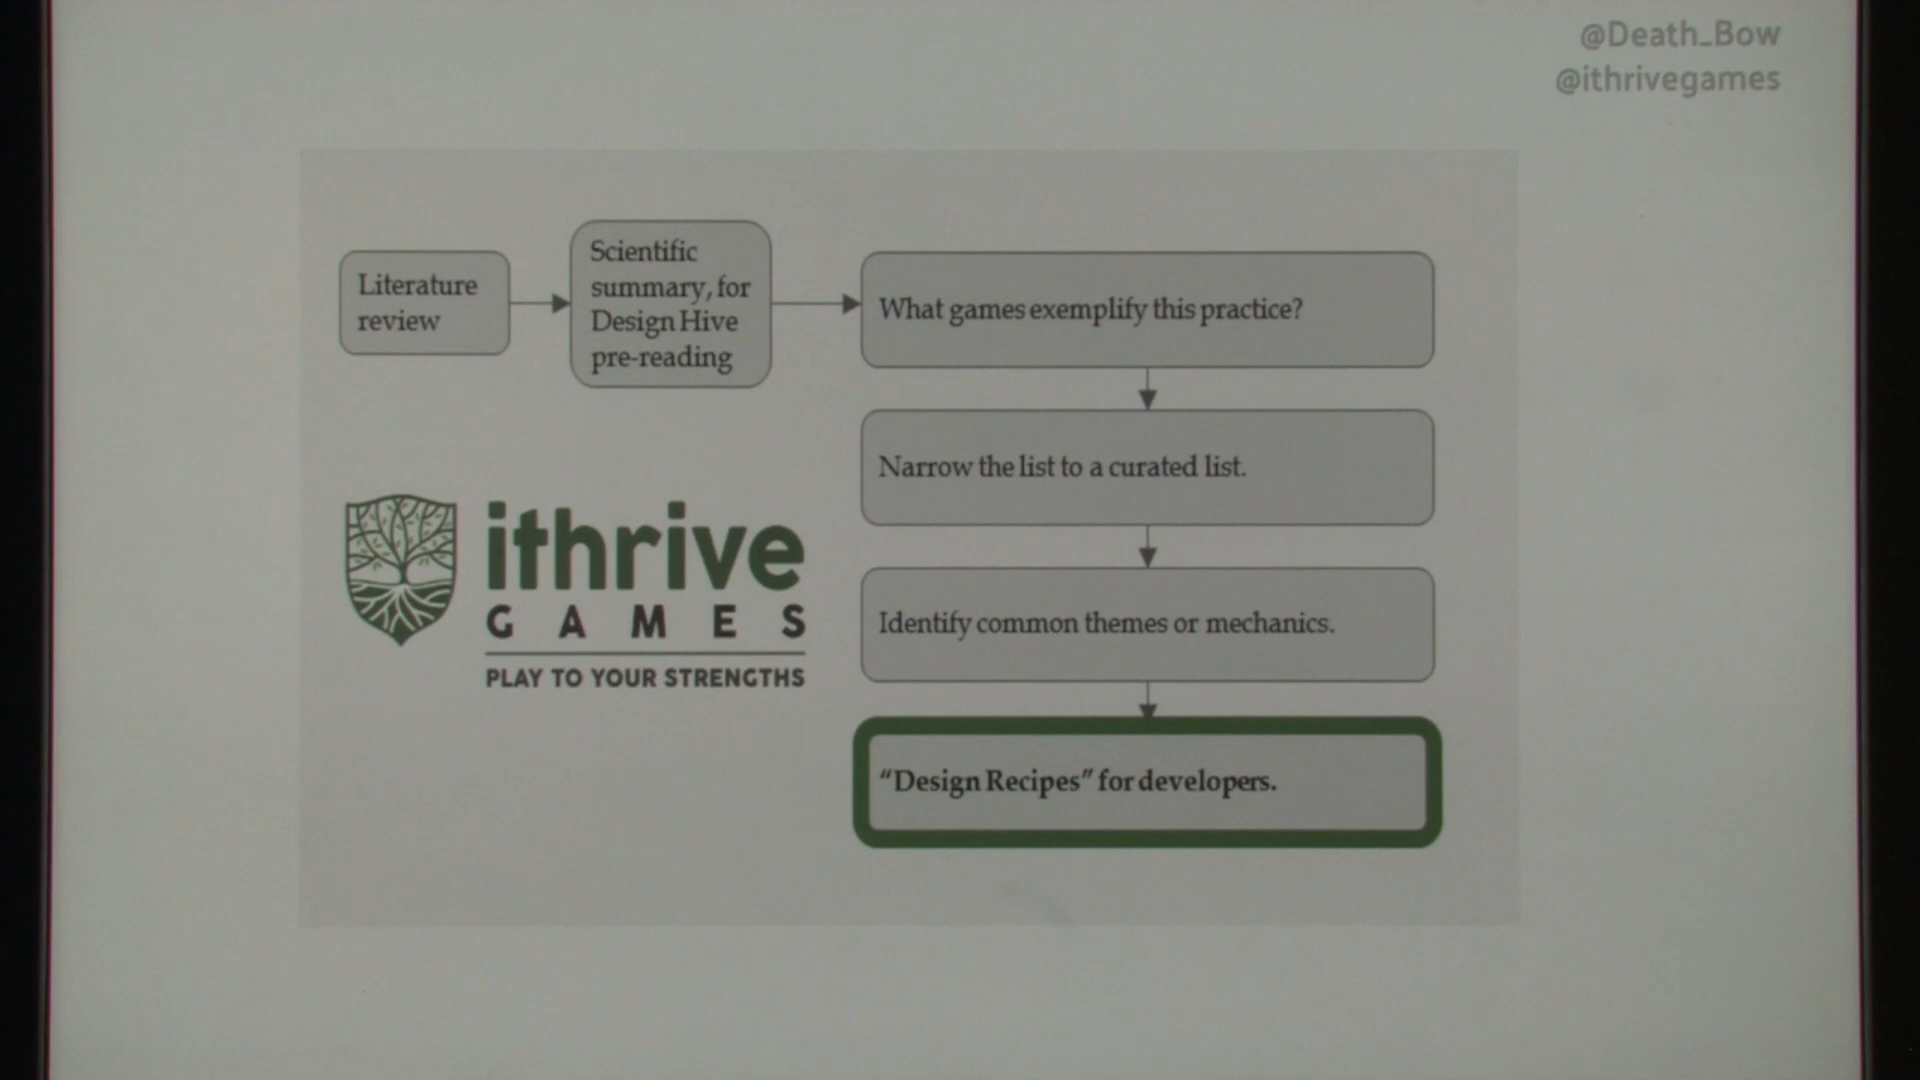 @Death_Bow
@ithrivegames
Literature
review
Scientific
summary, for
Design Hive
pre-reading
What games exemplify this practice?
Narrow the list to a curated list.
Identify common themes or mechanics.
“Design Recipes” for developers.
ithrive
GAMES
PLAY TO YOUR STRENGTHS